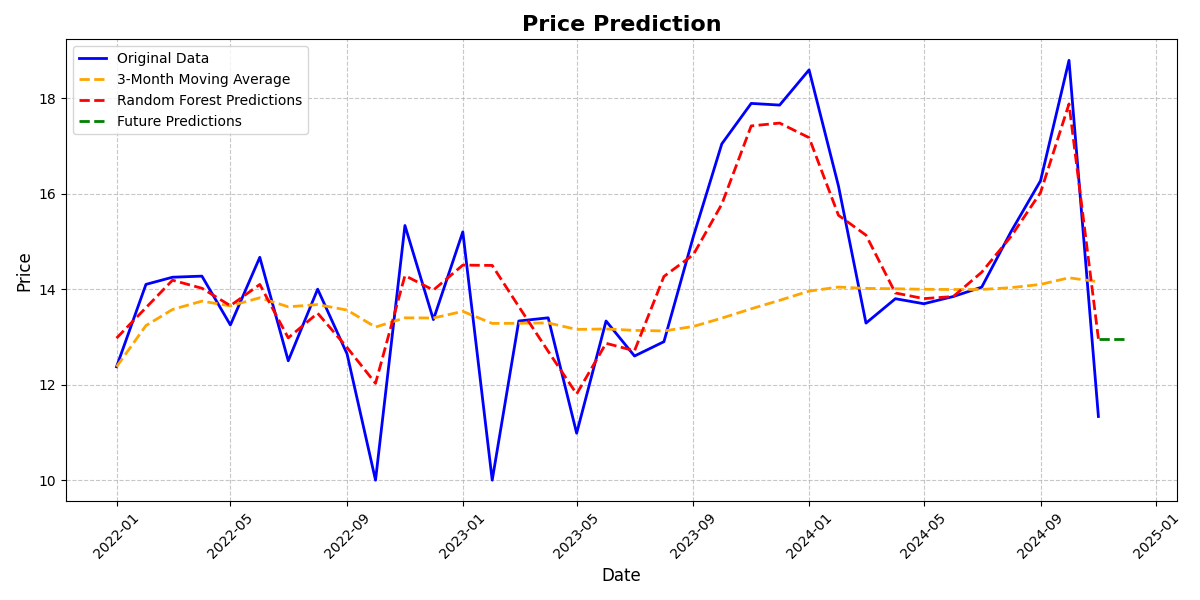 Price Prediction
Original Data
3-Month Moving Average
Random Forest Predictions
Future Predictions
Price
18
16
14
12
10
2022-01
2022-05
2022-09
2023-01
2023-05
2023-09
2024-01
2024-05
2024-09
2025-01
Date